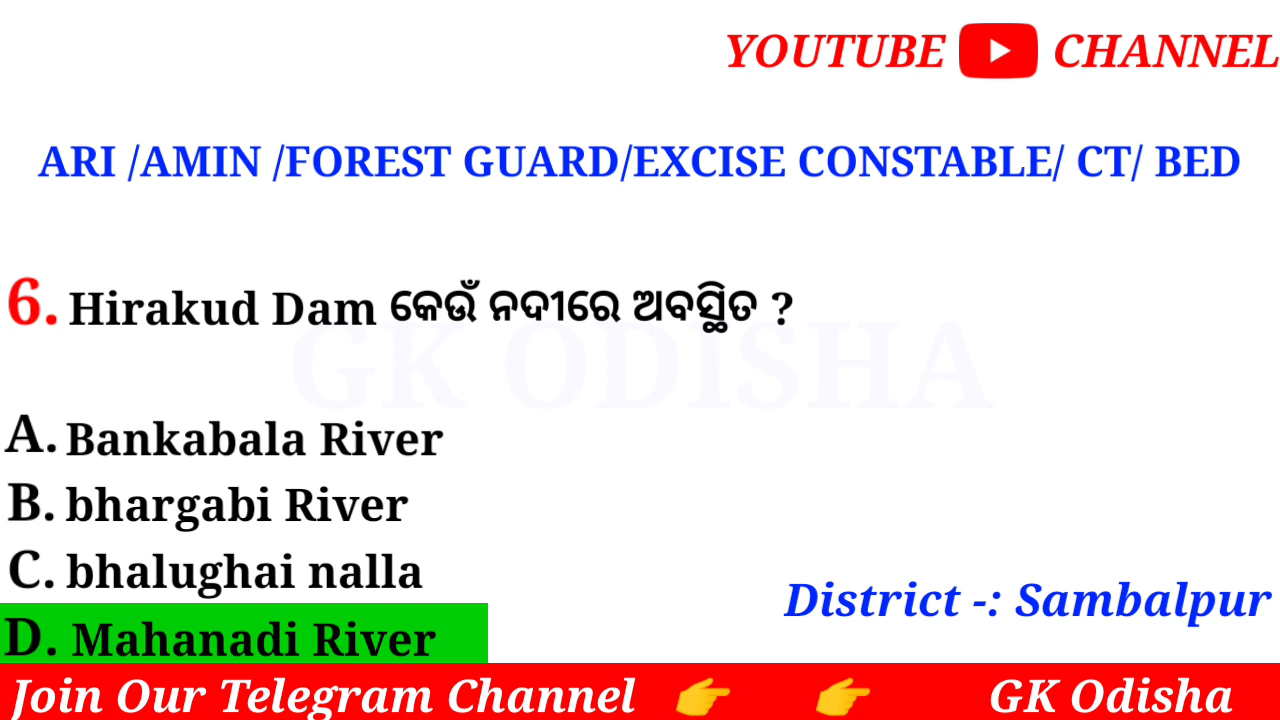 YOUTUBE CHANNEL
ARI /AMIN /FOREST GUARD/EXCISE CONSTABLE/ CT/ BED
6. Hirakud Dam କେଉଁ ନଦୀରେ ଅବସ୍ଥିତ ?
GK ODISHA
A. Bankabala River
B. bhargabi River
C. bhalughai nalla
District -: Sambalpur
D. Mahanadi River
Join Our Telegram Channel 👉 👉 GK Odisha